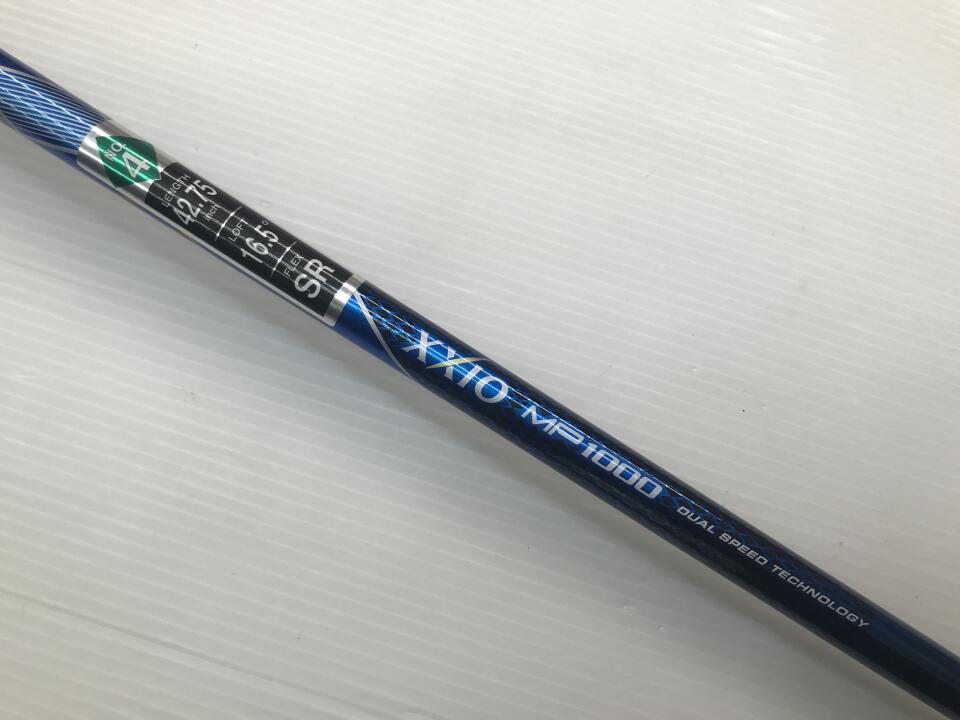 NO.
4
LENGTH
42.75
inch
LOFT
16.5°
FLEX
SR
XXIO MP1000 DUAL SPEED TECHNOLOGY